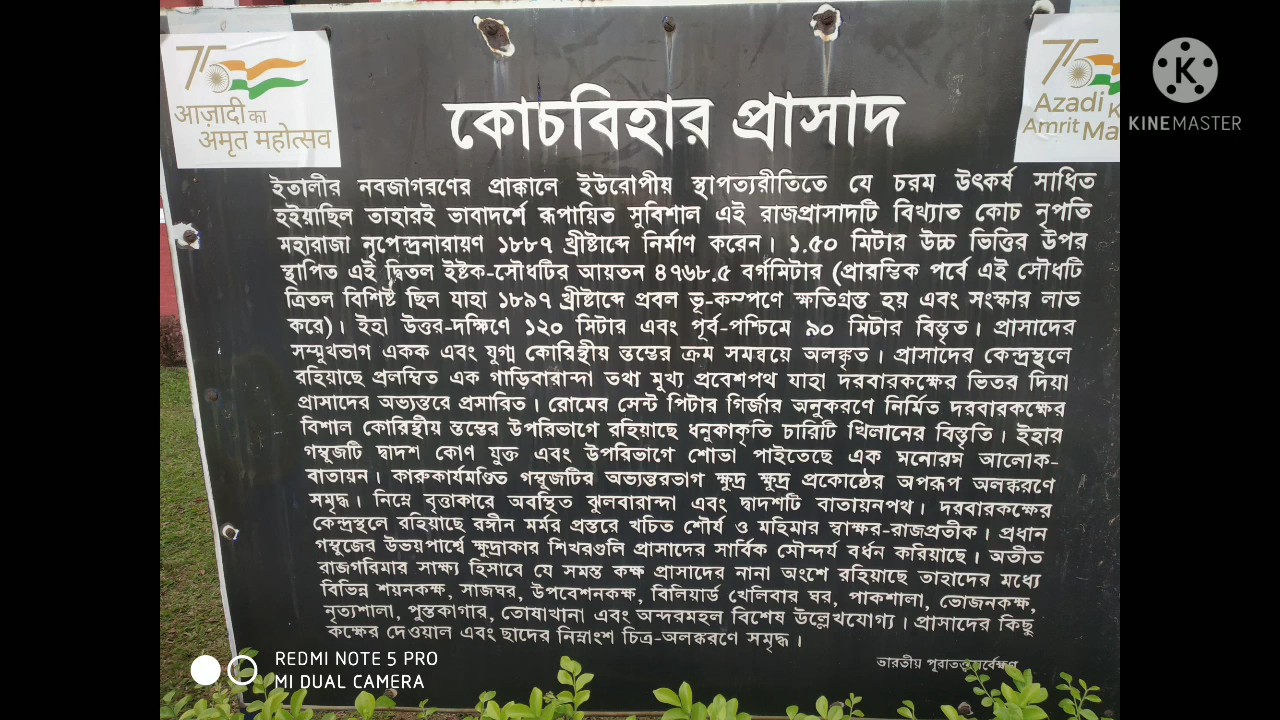 आज़ादी का
अमृत महोत्सव
Azadi
Amrit
KINEMASTER
কোচবিহার প্রাসাদ
ইতালীর নবজাগরণের প্রাক্কালে ইউরোপীয় স্থাপত্যরীতিতে যে চরম উৎকর্ষ সাধিত
হইয়াছিল তাহারই ভাবাদর্শে রূপায়িত সুবিশাল এই রাজপ্রাসাদটি বিখ্যাত কোচ নৃপতি
মহারাজা নৃপেন্দ্রনারায়ণ ১৮৮৭ খ্রীষ্টাব্দে নির্মাণ করেন। ১.৫০ মিটার উচ্চ ভিত্তির উপর
স্থাপিত এই দ্বিতল ইষ্টক-সৌধটির আয়তন ৪৭৬৮.৫ বর্গমিটার (প্রারম্ভিক পর্বে এই সৌধটি
ত্রিতল বিশিষ্ট ছিল যাহা ১৮৯৭ খ্রীষ্টাব্দে প্রবল ভূ-কম্পণে ক্ষতিগ্রস্ত হয় এবং সংস্কার লাভ
করে)। ইহা উত্তর-দক্ষিণে ১২০ মিটার এবং পূর্ব-পশ্চিমে ৯০ মিটার বিস্তৃত। প্রাসাদের
সম্মুখভাগ একক এবং যুগ্ম কোরিন্থীয় স্তম্ভের ক্রম সমন্বয়ে অলঙ্কৃত। প্রাসাদের কেন্দ্রস্থলে
রহিয়াছে প্রলম্বিত এক গাড়িবারান্দা তথা মুখ্য প্রবেশপথ যাহা দরবারকক্ষের ভিতর দিয়া
প্রাসাদের অভ্যন্তরে প্রসারিত। রোমের সেন্ট পিটার গির্জার অনুকরণে নির্মিত দরবারকক্ষের
বিশাল কোরিন্থীয় স্তম্ভের উপরিভাগে রহিয়াছে ধনুকাকৃতি চারিটি খিলানের বিস্তৃতি। ইহার
গম্বুজটি দ্বাদশ কোণ যুক্ত এবং উপরিভাগে শোভা পাইতেছে এক মনোরম আলোক-
বাতায়ন। কারুকার্যমণ্ডিত গম্বুজটির অভ্যন্তরভাগ ক্ষুদ্র ক্ষুদ্র প্রকোষ্ঠের অপরূপ অলঙ্করণে
সমৃদ্ধ। নিম্নে বৃত্তাকারে অবস্থিত ঝুলবারান্দা এবং দ্বাদশটি বাতায়নপথ। দরবারকক্ষের
কেন্দ্রস্থলে রহিয়াছে রঙ্গীন মর্মর প্রস্তরে খচিত শৌর্য ও মহিমার স্বাক্ষর-রাজপ্রতীক। প্রধান
গম্বুজের উভয়পার্শ্বে ক্ষুদ্রাকার শিখরগুলি প্রাসাদের সার্বিক সৌন্দর্য বর্ধন করিয়াছে। অতীত
রাজগরিমার সাক্ষ্য হিসাবে যে সমস্ত কক্ষ প্রাসাদের নানা অংশে রহিয়াছে তাহাদের মধ্যে
বিভিন্ন শয়নকক্ষ, সাজঘর, উপবেশনকক্ষ, বিলিয়ার্ড খেলিবার ঘর, পাকশালা, ভোজনকক্ষ,
নৃত্যশালা, পুস্তকাগার, তোষাখানা এবং অন্দরমহল বিশেষ উল্লেখযোগ্য। প্রাসাদের কিছু
কক্ষের দেওয়াল এবং ছাদের নিম্নাংশ চিত্র-অলঙ্করণে সমৃদ্ধ।
ভারতীয়
REDMI NOTE 5 PRO
MI DUAL CAMERA